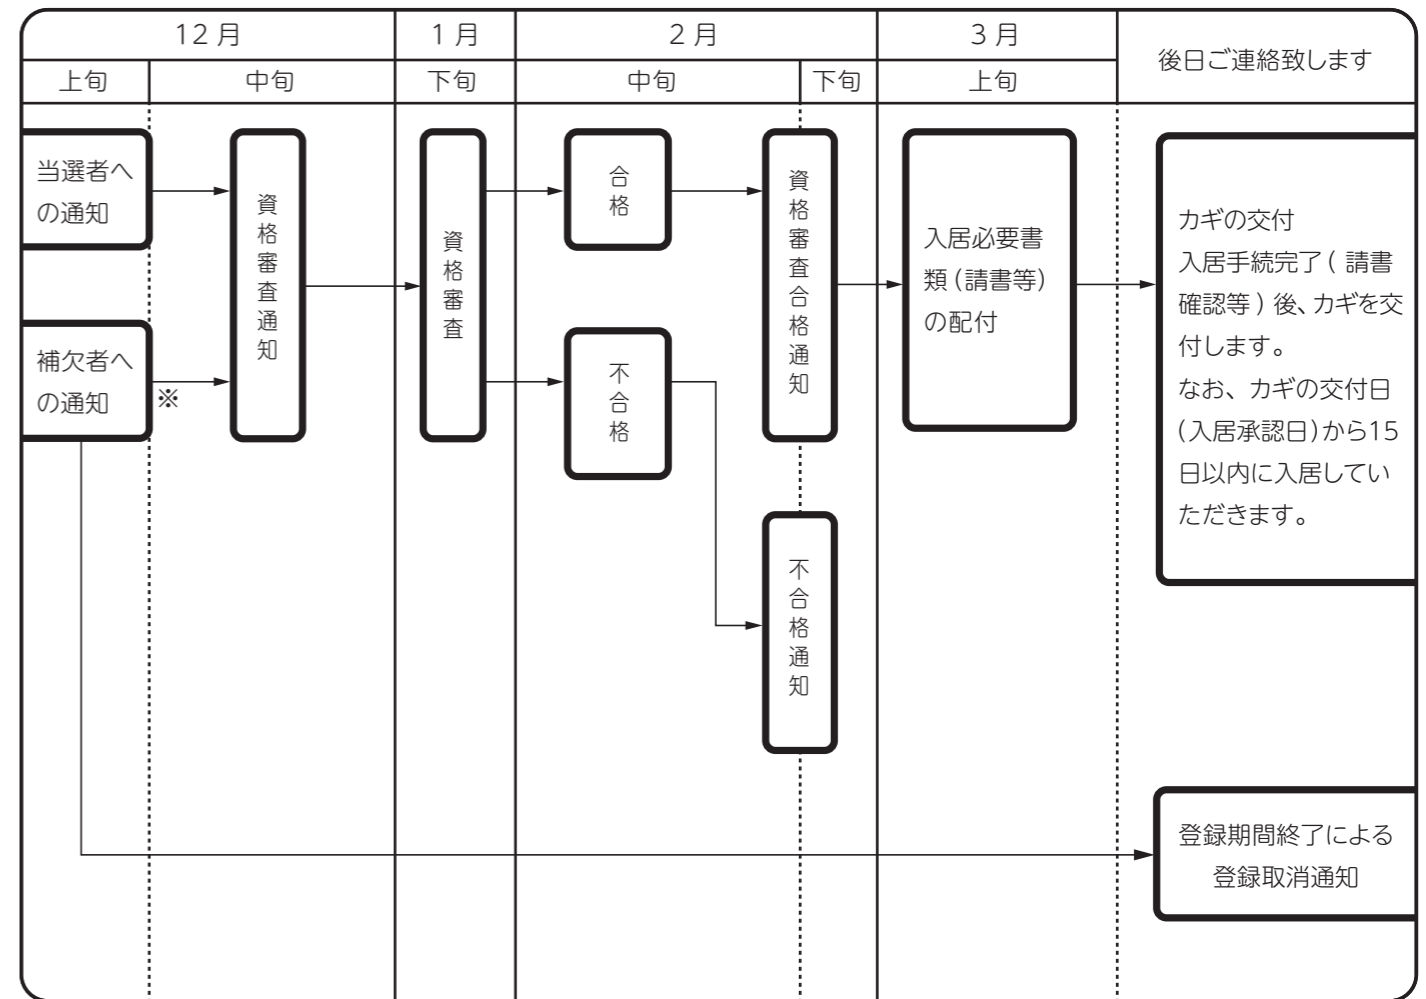 12月
1月
2月
3月
後日ご連絡致します
上旬
中旬
下旬
中旬
下旬
上旬
当選者へ
の通知
補欠者へ
の通知
※
資格審査通知
資格審査
合格
不合格
資格審査合格通知
不合格通知
入居必要書
類(請書等)
の配付
カギの交付
入居手続完了( 請書
確認等 ) 後、カギを交
付します。
なお、カギの交付日
(入居承認日)から15
日以内に入居してい
ただきます。
登録期間終了による
登録取消通知